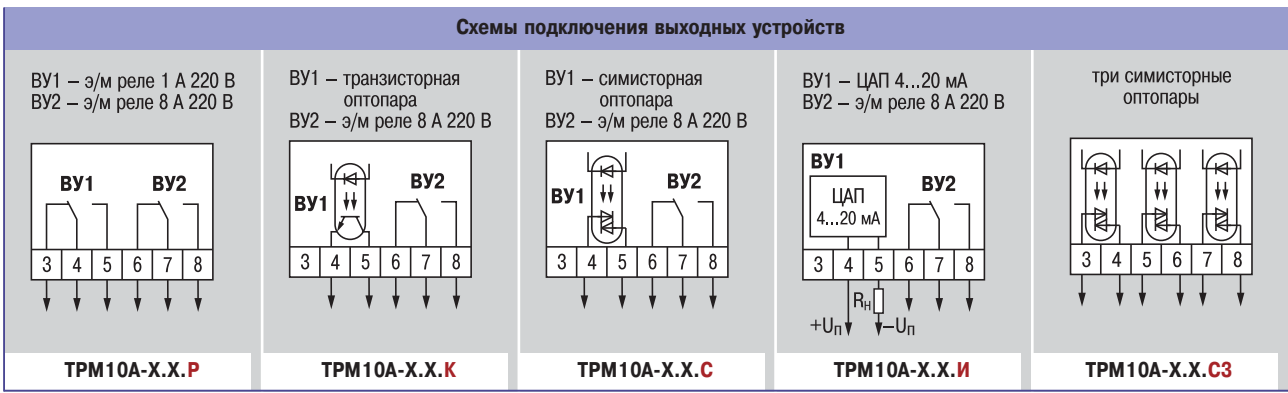 Схемы подключения выходных устройств
ВУ1 – э/м реле 1 А 220 В
ВУ2 – э/м реле 8 А 220 В
ВУ1 ВУ2
3 4 5 6 7 8
ТРМ10А-Х.Х.Р
ВУ1 – транзисторная
оптопара
ВУ2 – э/м реле 8 А 220 В
ВУ1 ВУ2
3 4 5 6 7 8
ТРМ10А-Х.Х.К
ВУ1 – симисторная
оптопара
ВУ2 – э/м реле 8 А 220 В
ВУ1 ВУ2
3 4 5 6 7 8
ТРМ10А-Х.Х.С
ВУ1 – ЦАП 4...20 мА
ВУ2 – э/м реле 8 А 220 В
ВУ1
ЦАП
4...20 мА
ВУ2
3 4 5 6 7 8
Rн
+Uп –Uп
ТРМ10А-Х.Х.И
три симисторные
оптопары
3 4 5 6 7 8
ТРМ10А-Х.Х.С3